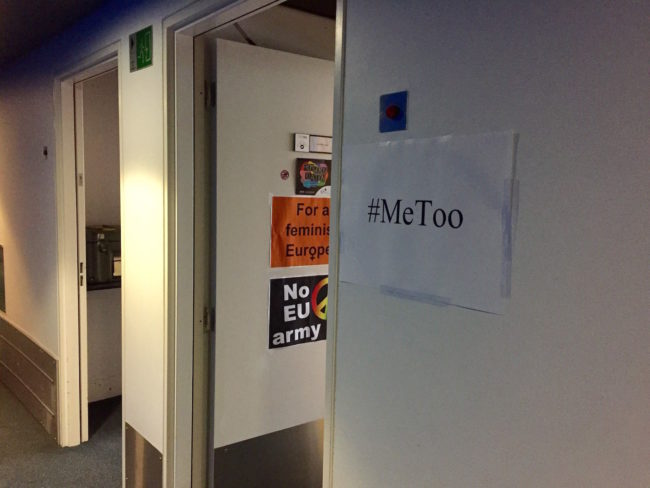 For a
feminis
Europe
No
EU
army
#MeToo